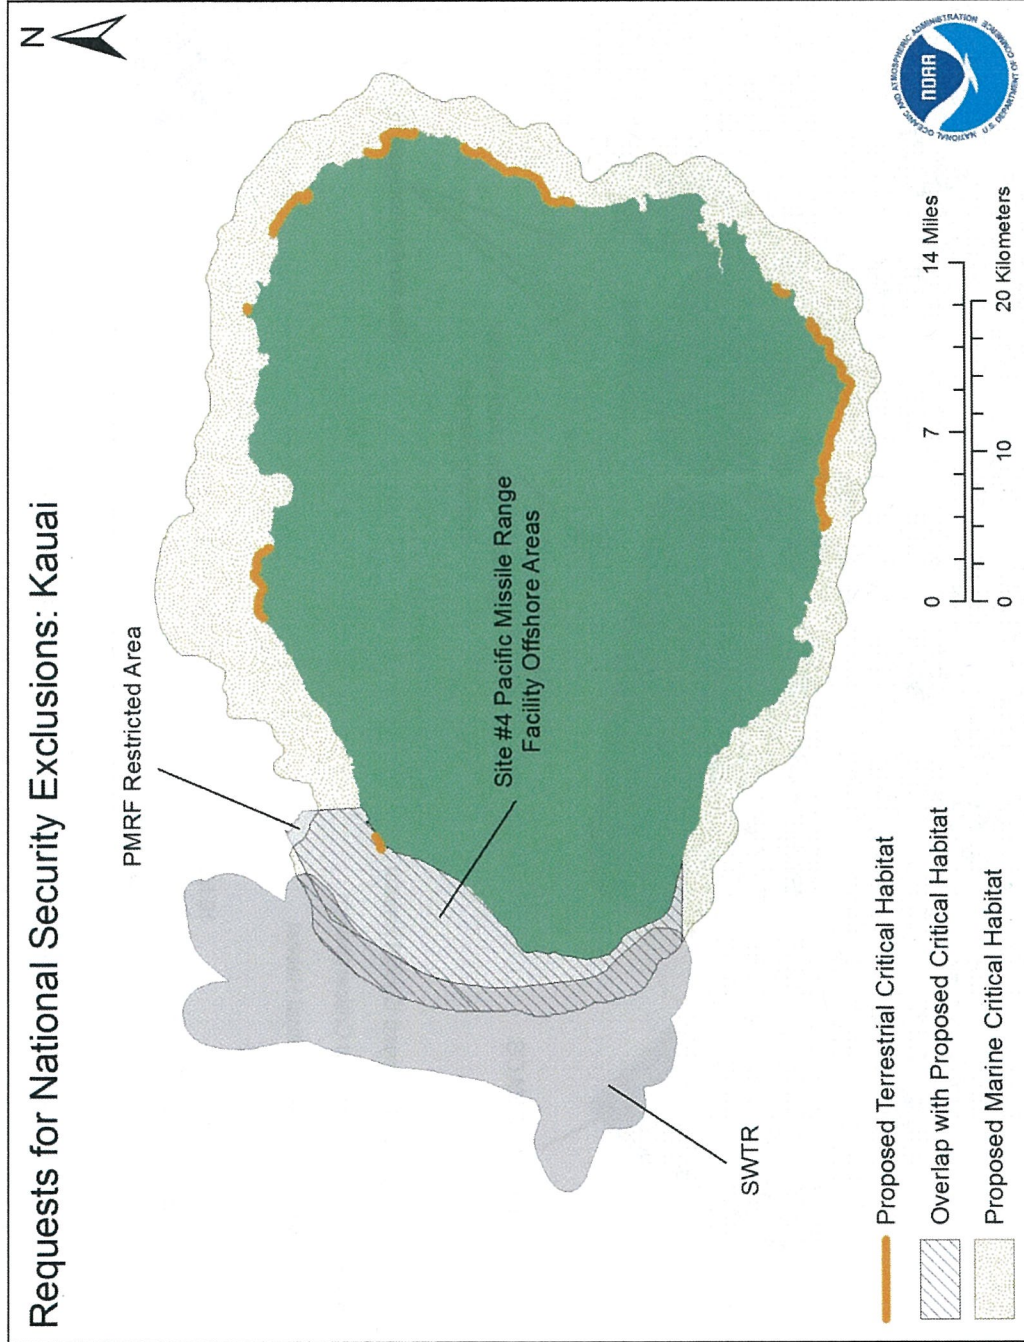 Requests for National Security Exclusions: Kauai
N
PMRF Restricted Area
Site #4 Pacific Missile Range
Facility Offshore Areas
SWTR
Proposed Terrestrial Critical Habitat
Overlap with Proposed Critical Habitat
Proposed Marine Critical Habitat
0 7 14 Miles
0 10 20 Kilometers
NATIONAL OCEANIC AND ATMOSPHERIC ADMINISTRATION
U.S. DEPARTMENT OF COMMERCE
NOAA